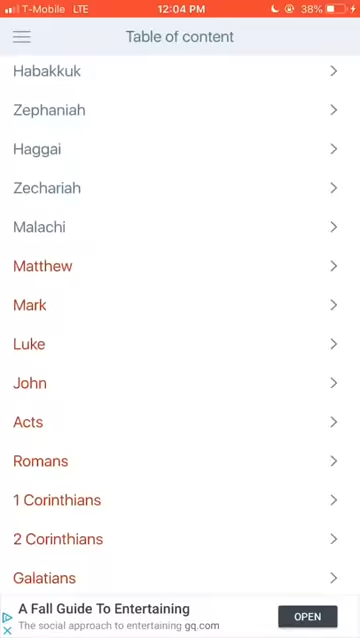 T-Mobile LTE 12:04 PM 38%
Table of content
Habakkuk
Zephaniah
Haggai
Zechariah
Malachi
Matthew
Mark
Luke
John
Acts
Romans
1 Corinthians
2 Corinthians
Galatians
A Fall Guide To Entertaining
The social approach to entertaining gq.com
OPEN